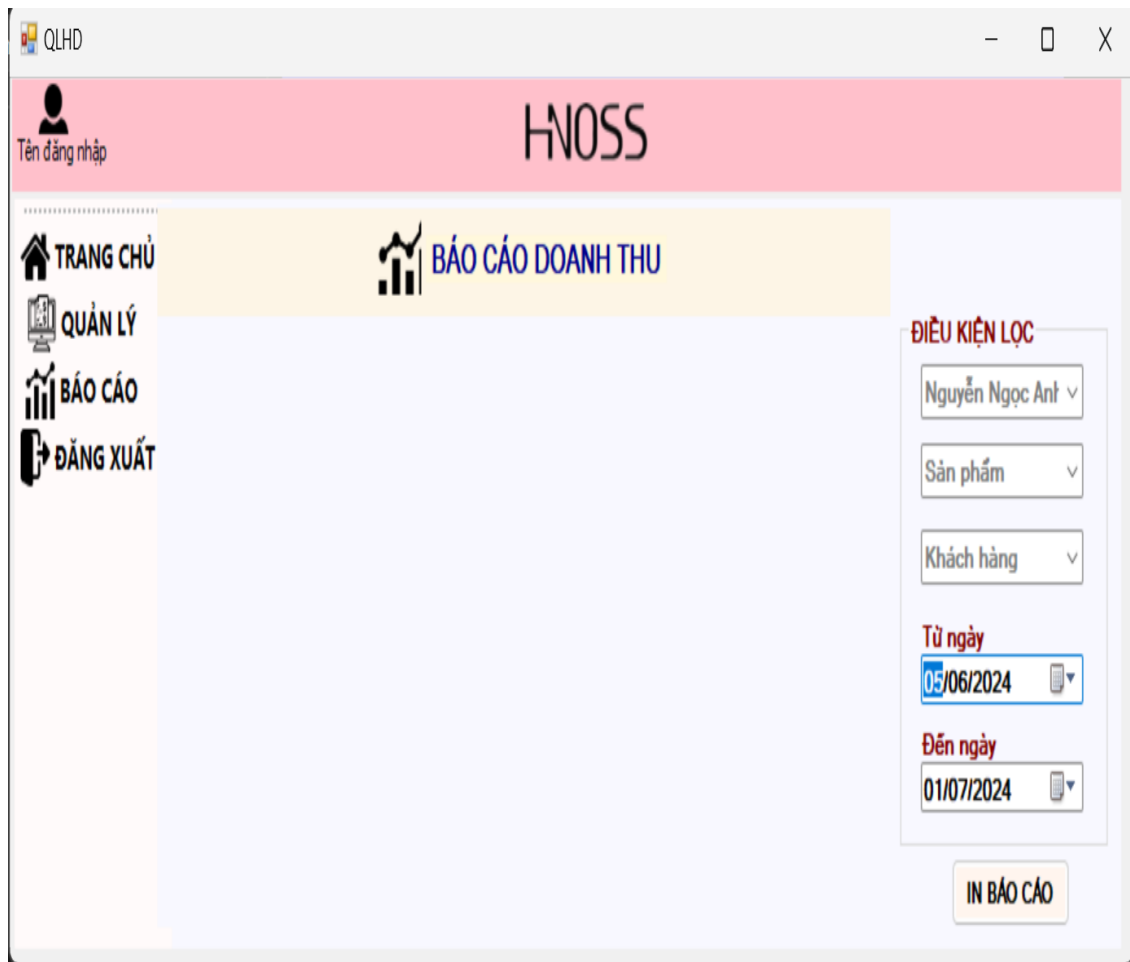 QLHD
HNOSS
Tên đăng nhập
TRANG CHỦ
QUẢN LÝ
BÁO CÁO
ĐĂNG XUẤT
BÁO CÁO DOANH THU
ĐIỀU KIỆN LỌC
Nguyễn Ngọc Anh
Sản phẩm
Khách hàng
Từ ngày
05/06/2024
Đến ngày
01/07/2024
IN BÁO CÁO